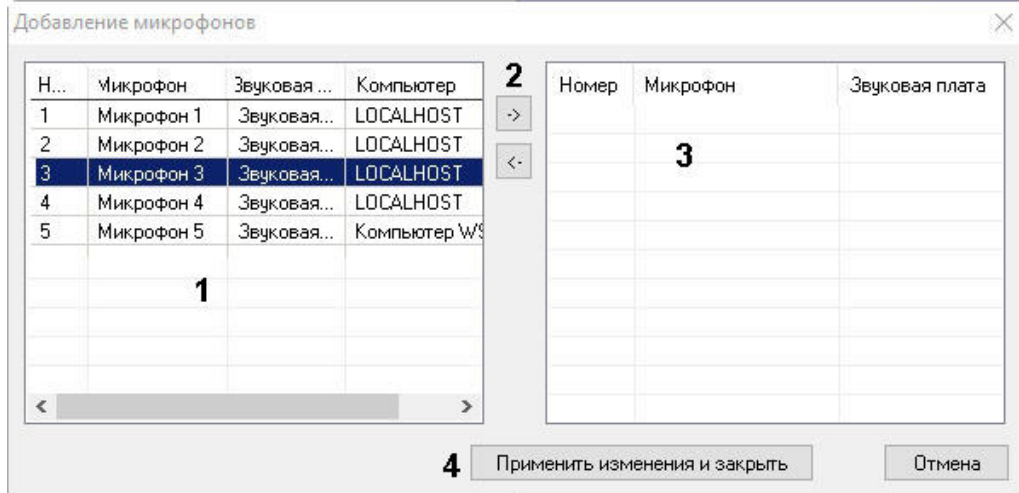 Добавление микрофонов
Н... Микрофон Звуковая ... Компьютер 2 Номер Микрофон Звуковая плата
1 Микрофон 1 Звуковая... LOCALHOST ->
2 Микрофон 2 Звуковая... LOCALHOST
3 Микрофон 3 Звуковая... LOCALHOST <- 3
4 Микрофон 4 Звуковая... LOCALHOST
5 Микрофон 5 Звуковая... Компьютер WS
1
4 Применить изменения и закрыть Отмена